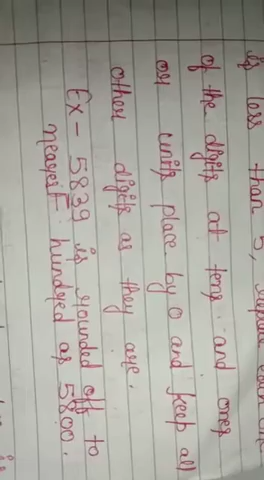 is less than 5, replace each one
of the digits at tens and ones
or units place by 0 and keep all
other digits as they are.
Ex - 5839 is rounded off to
nearest hundred as 5800.